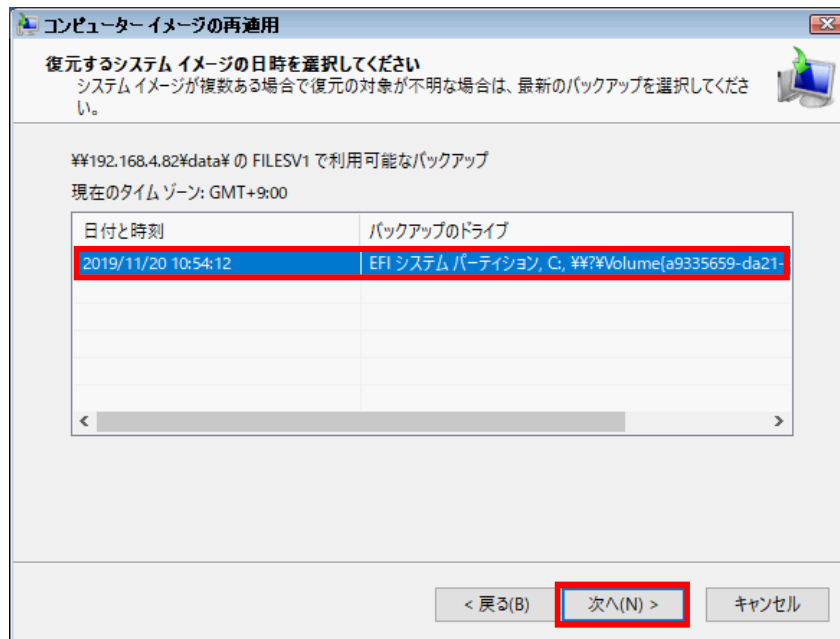 コンピューター イメージの再適用
復元するシステム イメージの日時を選択してください
システム イメージが複数ある場合で復元の対象が不明な場合は、最新のバックアップを選択してくださ
い。
¥¥192.168.4.82¥data¥ の FILESV1 で利用可能なバックアップ
現在のタイム ゾーン: GMT+9:00
日付と時刻 バックアップのドライブ
2019/11/20 10:54:12 EFI システム パーティション, C:, ¥¥?¥Volume{a9335659-da21-
< 戻る(B) 次へ(N) > キャンセル